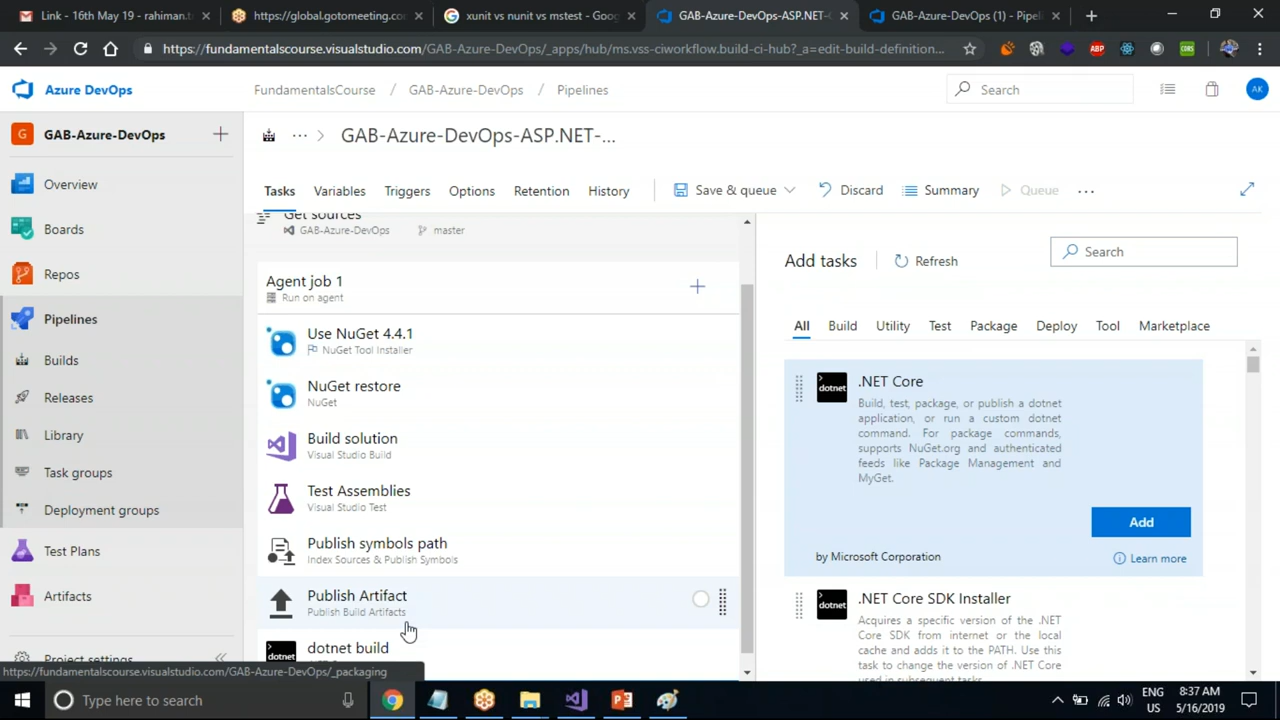 Link - 16th May 19 - rahiman.t
https://global.gotomeeting.co
xunit vs nunit vs mstest - Goog
GAB-Azure-DevOps-ASP.NET-
GAB-Azure-DevOps (1) - Pipel
https://fundamentalscourse.visualstudio.com/GAB-Azure-DevOps/_apps/hub/ms.vss-ciworkflow.build-ci-hub?_a=edit-build-definition...
ABP
CORS
Azure DevOps
FundamentalsCourse / GAB-Azure-DevOps / Pipelines
Search
AK
G
GAB-Azure-DevOps
GAB-Azure-DevOps-ASP.NET-...
Overview
Boards
Repos
Pipelines
Builds
Releases
Library
Task groups
Deployment groups
Test Plans
Artifacts
Project settings
https://fundamentalscourse.visualstudio.com/GAB-Azure-DevOps/_packaging
Tasks
Variables
Triggers
Options
Retention
History
Save & queue
Discard
Summary
Queue
Get sources
GAB-Azure-DevOps
master
Agent job 1
Run on agent
Use NuGet 4.4.1
NuGet Tool Installer
NuGet restore
NuGet
Build solution
Visual Studio Build
Test Assemblies
Visual Studio Test
Publish symbols path
Index Sources & Publish Symbols
Publish Artifact
Publish Build Artifacts
dotnet
dotnet build
Add tasks
Refresh
Search
All
Build
Utility
Test
Package
Deploy
Tool
Marketplace
dotnet
.NET Core
Build, test, package, or publish a dotnet
application, or run a custom dotnet
command. For package commands,
supports NuGet.org and authenticated
feeds like Package Management and
MyGet.
Add
by Microsoft Corporation
Learn more
dotnet
.NET Core SDK Installer
Acquires a specific version of the .NET
Core SDK from internet or the local
cache and adds it to the PATH. Use this
task to change the version of .NET Core
used in subsequent tasks.
Type here to search
ENG
US
8:37 AM
5/16/2019